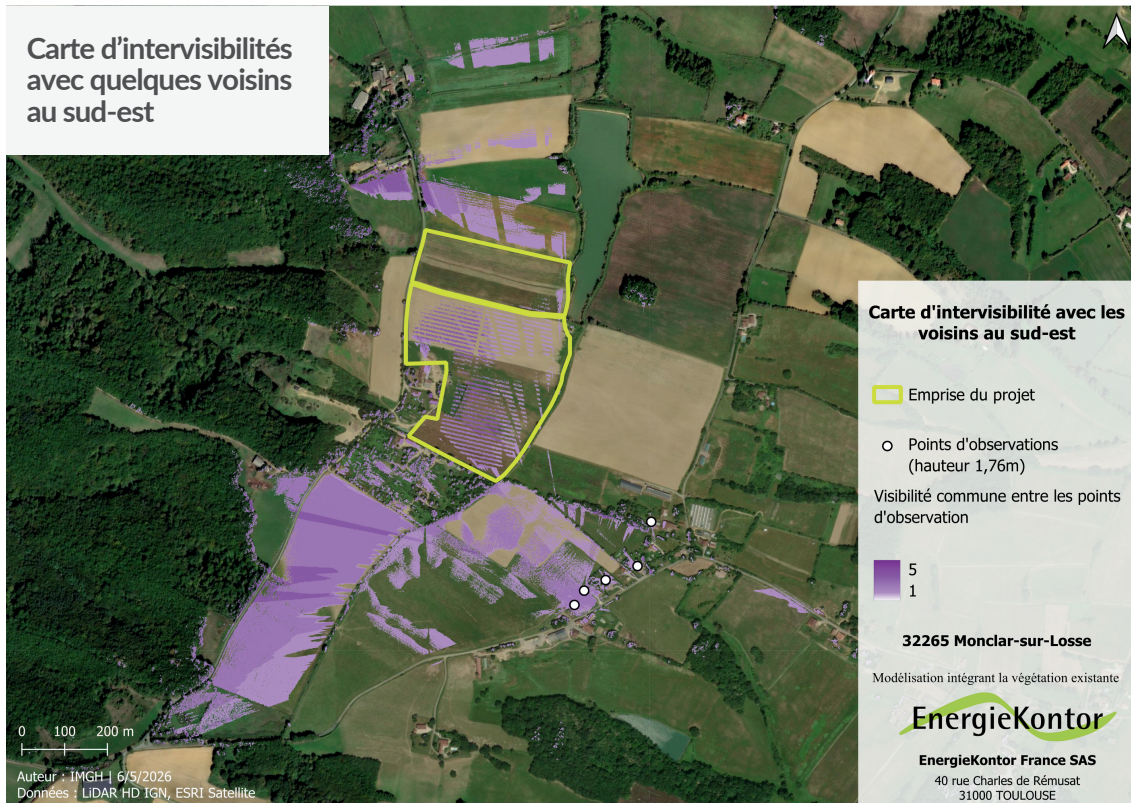 Carte d’intervisibilités
avec quelques voisins
au sud-est
Carte d'intervisibilité avec les
voisins au sud-est
Emprise du projet
Points d'observations
(hauteur 1,76m)
Visibilité commune entre les points
d'observation
5
1
32265 Monclar-sur-Losse
Modélisation intégrant la végétation existante
EnergieKontor
EnergieKontor France SAS
40 rue Charles de Rémusat
31000 TOULOUSE
0 100 200 m
Auteur : IMGH | 6/5/2026
Données : LiDAR HD IGN, ESRI Satellite